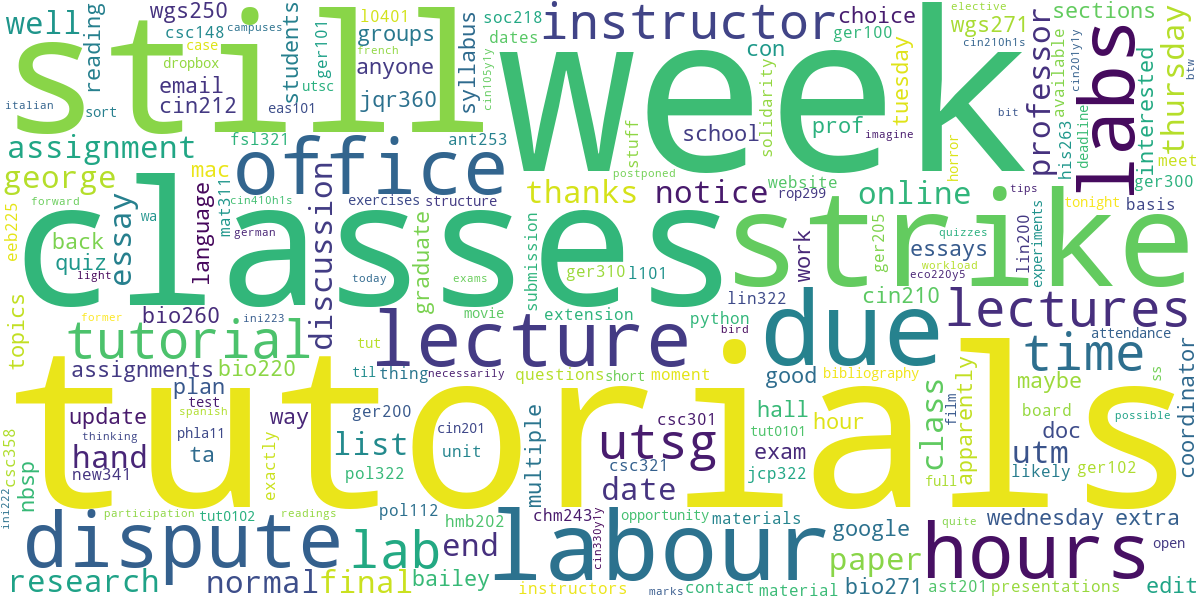 still
week
classes
strike
tutorials
instructor
labs
office
lecture
due
lectures
time
tutorial
dispute
labour
hours
lab
utsg
well
reading
wgs250
csc148
campuses
case
dropbox
l0401
groups
french
anyone
jqr360
syllabus
soc218
dates
utsc
ger101
students
email
cin212
eas101
italian
sort
assignment
george
mac
fsl321
ant253
cin105y1y
con
choice
ger100
elective
wgs271
cin210h1s
sections
professor
thursday
cin201y1y
btw
available
interested
tuesday
solidarity
prof
school
imagine
bit
horror
his263
deadline
meet
ger300
stuff
postponed
thanks
notice
website
rop299
online
tips
tonight
basis
eeb225
forward
back
quiz
light
essay
wa
language
mat311
german
cin410h1s
discussion
exercises
structure
today
graduate
exams
submission
ger310
l101
work
ger205
essays
quizzes
workload
eco220y5
lin200
experiments
topics
former
bio260
ini223
movie
extension
lin322
python
bird
cin210
attendance
coordinator
assignments
bio220
tut
til
thing
necessarily
questions
short
moment
good
bibliography
class
apparently
film
maybe
ss
plan
test
spanish
update
thinking
way
phla11
ta
ger200
list
cin201
unit
pol322
multiple
csc301
csc321
date
hall
tut0101
exam
jcp322
hour
board
doc
utm
likely
ger102
possible
full
csc358
nbsp
hand
new341
exactly
ini222
participation
tut0102
readings
pol112
hmb202
end
chm243
cin330y1y
opportunity
materials
google
quite
wednesday
extra
open
research
normal
final
bailey
instructors
marks
contact
material
paper
bio271
ast201
presentations
edit